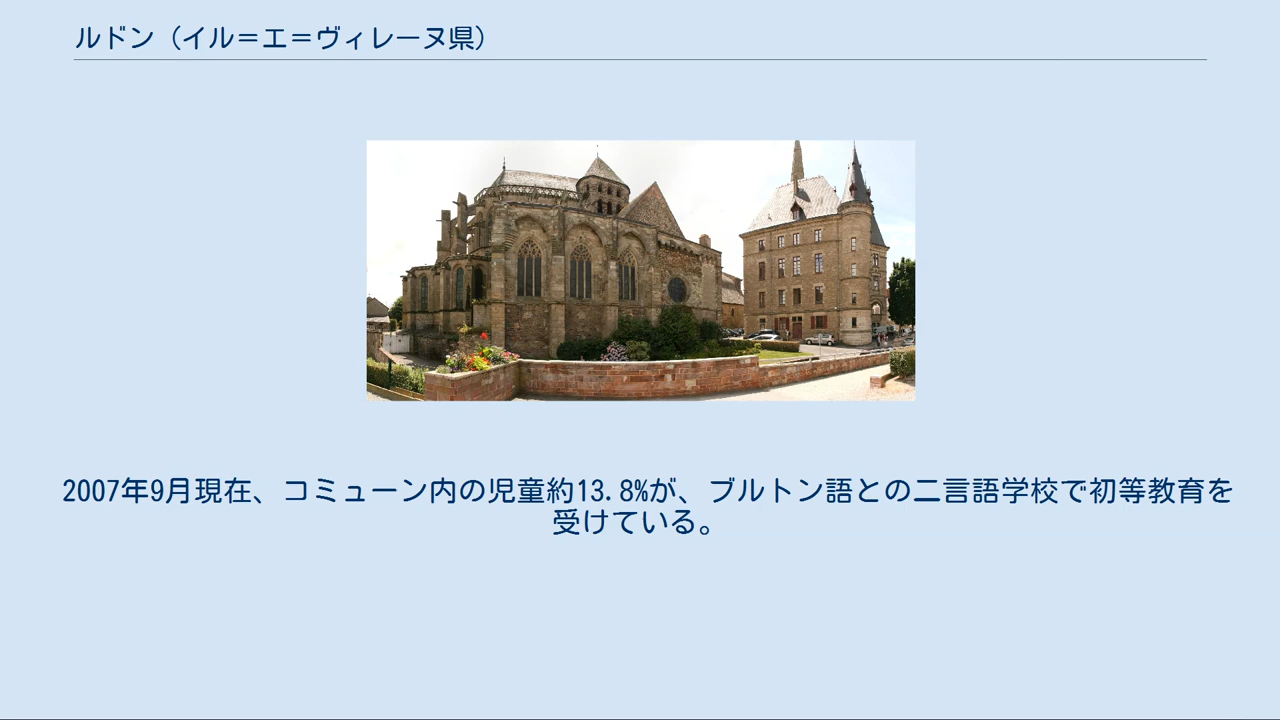 ルドン（イル＝エ＝ヴィレーヌ県）
2007年9月現在、コミューン内の児童約13.8%が、ブルトン語との二言語学校で初等教育を
受けている。